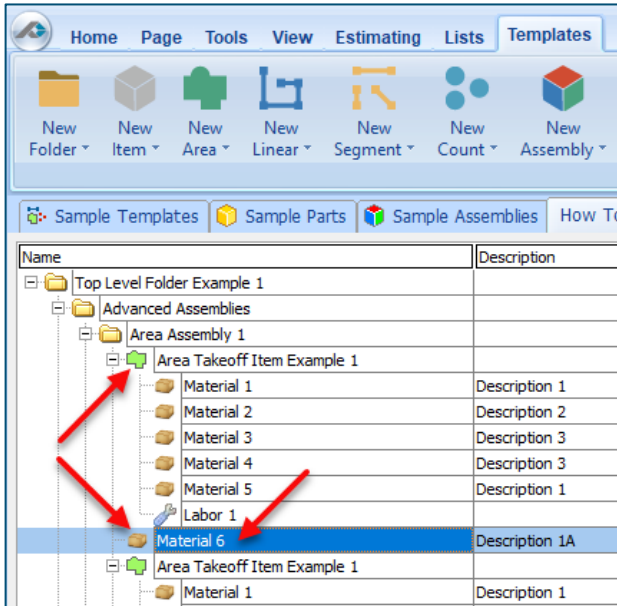 Home Page Tools View Estimating Lists Templates
New Folder New Item New Area New Linear New Segment New Count New Assembly
Sample Templates Sample Parts Sample Assemblies How To
Name Description
Top Level Folder Example 1
Advanced Assemblies
Area Assembly 1
Area Takeoff Item Example 1
Material 1 Description 1
Material 2 Description 2
Material 3 Description 3
Material 4 Description 3
Material 5 Description 1
Labor 1
Material 6 Description 1A
Area Takeoff Item Example 1
Material 1 Description 1